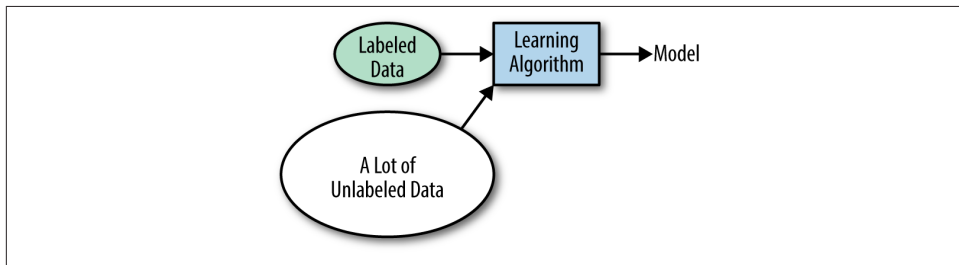 Labeled
Data
Learning
Algorithm
Model
A Lot of
Unlabeled Data